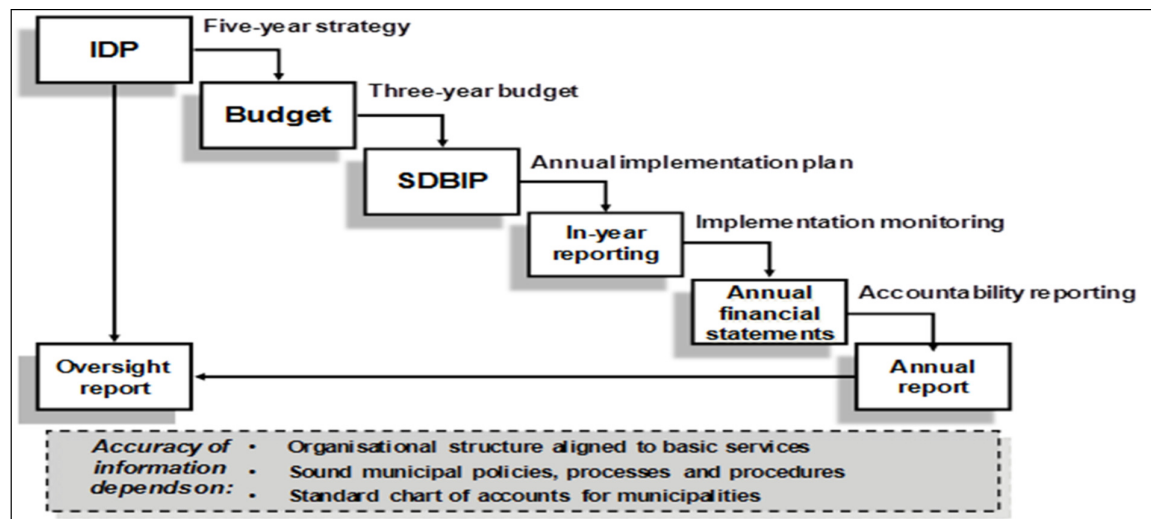 Five-year strategy
IDP
Three-year budget
Budget
Annual implementation plan
SDBIP
Implementation monitoring
In-year
reporting
Accountability reporting
Annual
financial
statements
Oversight
report
Annual
report
Accuracy of
information
depends on:
• Organisational structure aligned to basic services
• Sound municipal policies, processes and procedures
• Standard chart of accounts for municipalities